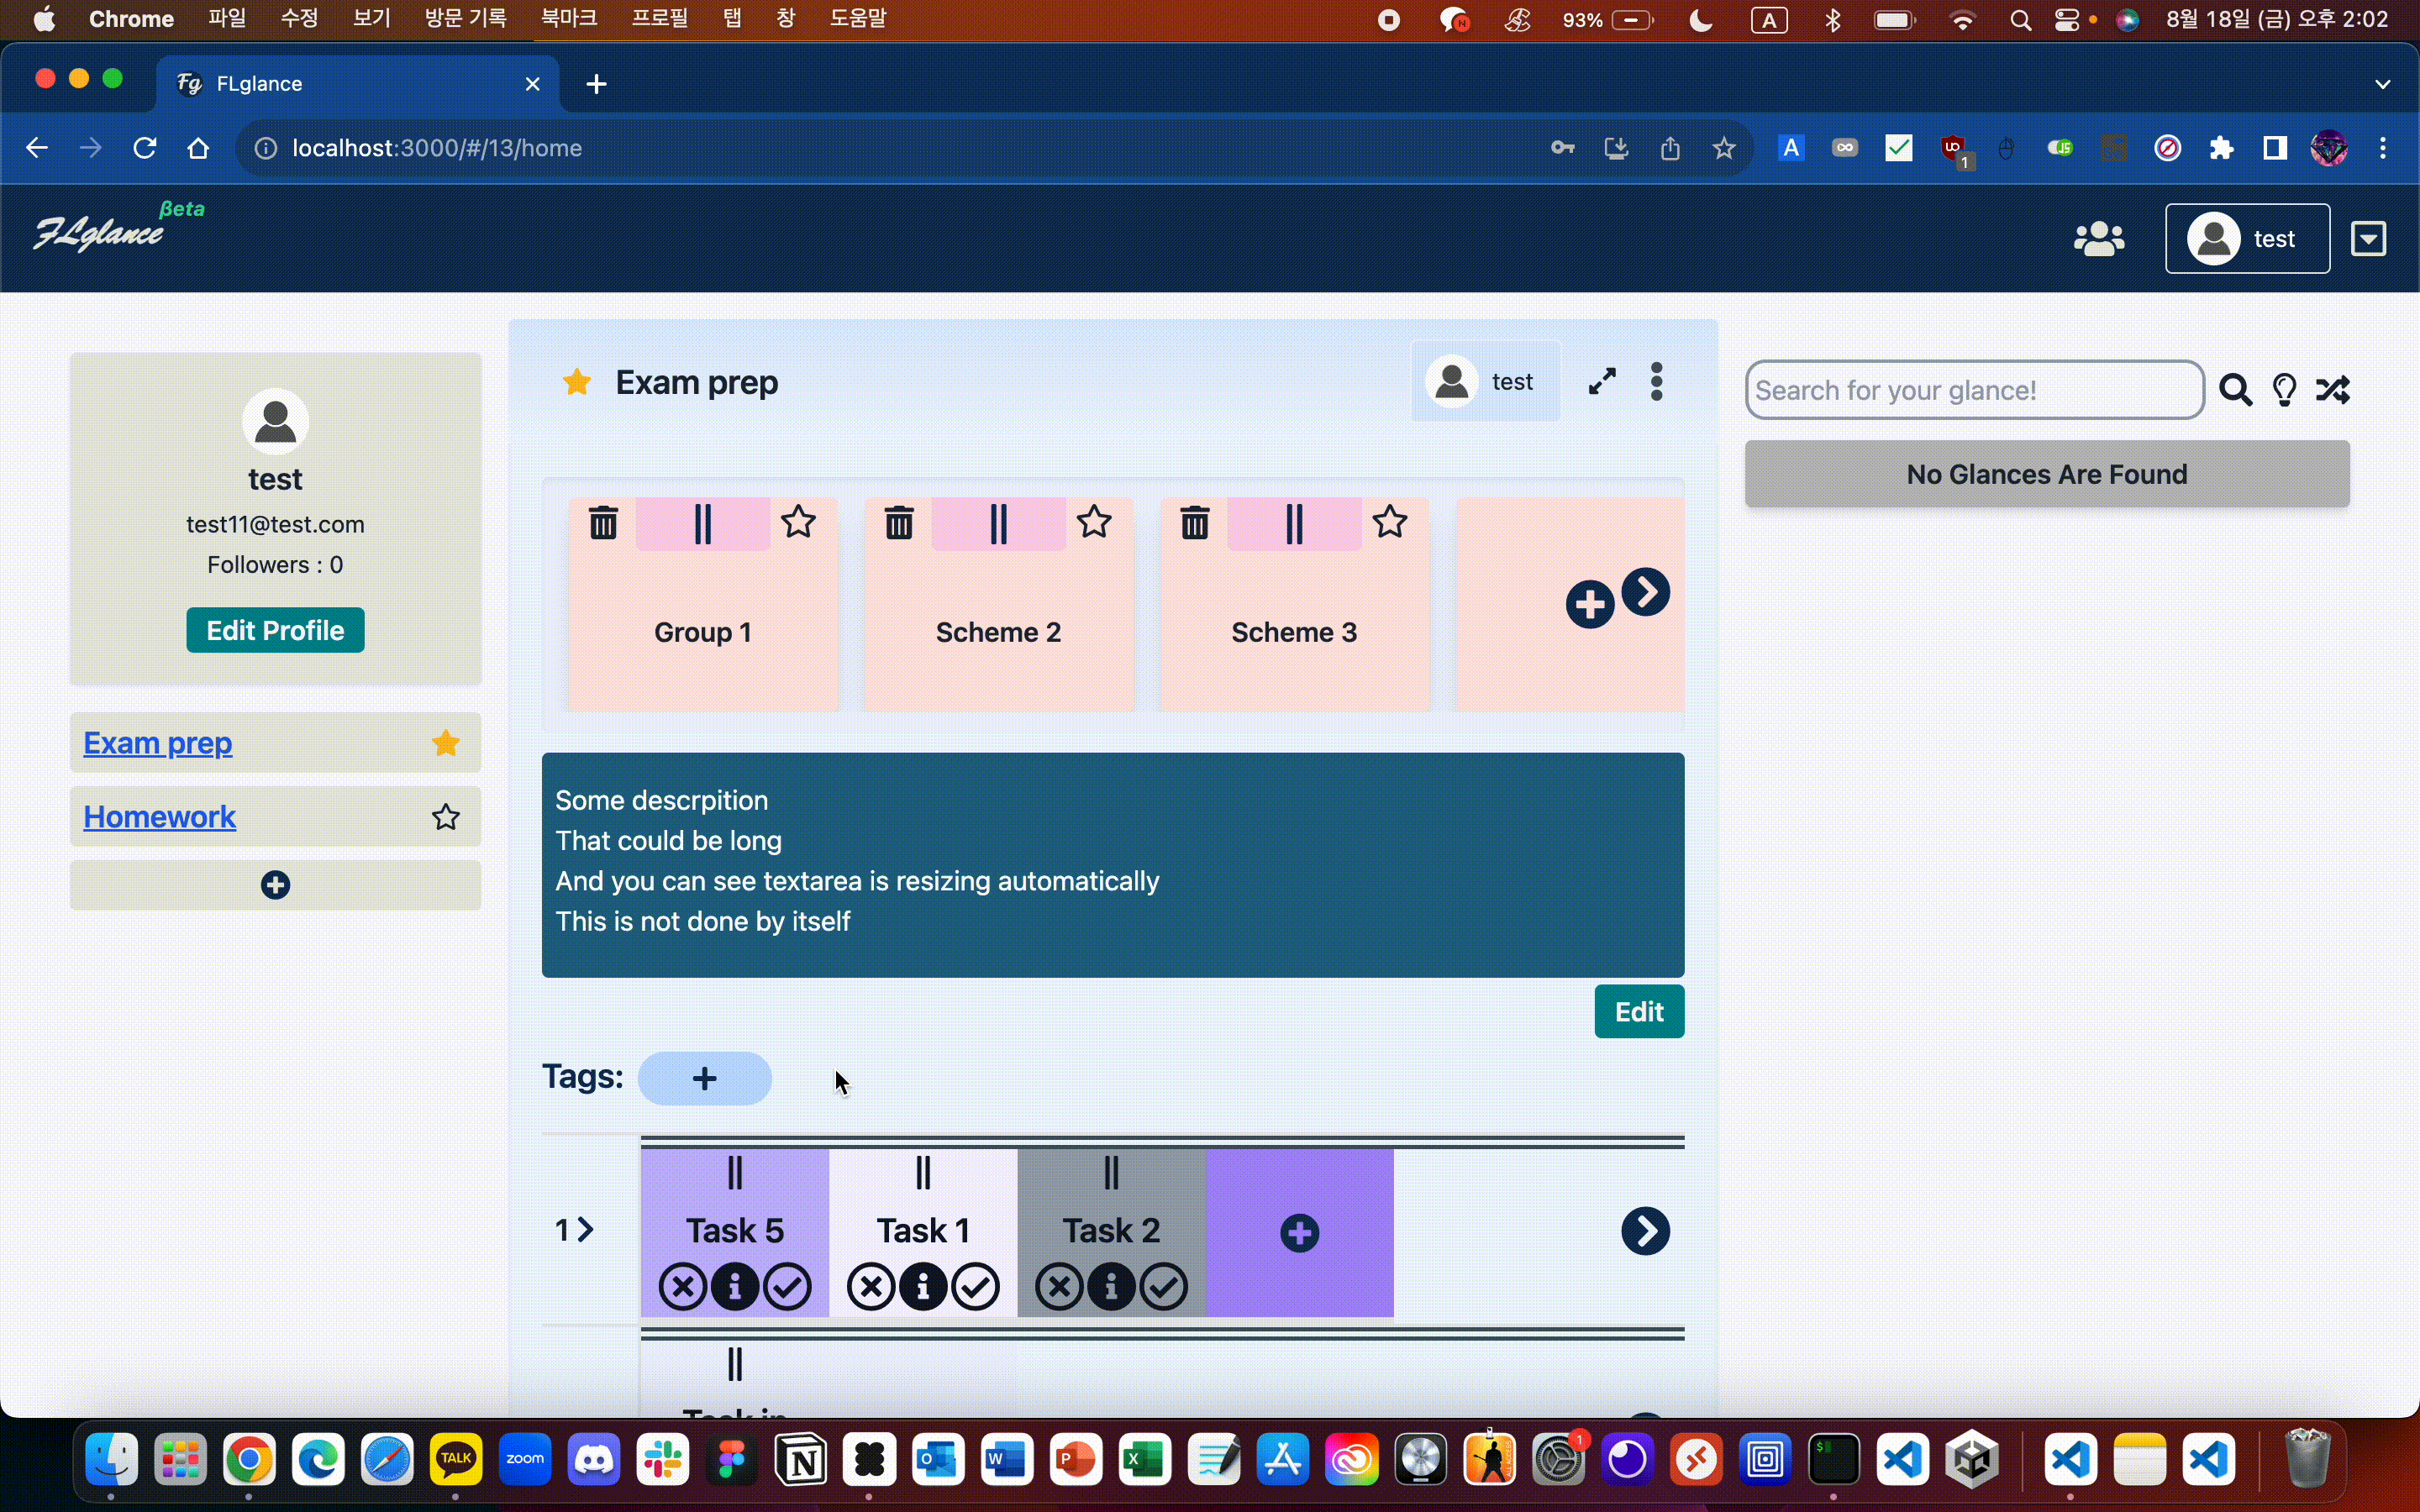 Chrome 파일 수정 보기 방문 기록 북마크 프로필 탭 창 도움말 93% A 8월 18일 (금) 오후 2:02
Fg FLglance
localhost:3000/#/13/home A 1
FLglance βeta
test
test
test11@test.com
Followers : 0
Edit Profile
Exam prep
Homework
Exam prep
test
Group 1
Scheme 2
Scheme 3
Some descrpition
That could be long
And you can see textarea is resizing automatically
This is not done by itself
Edit
Tags:
1
Task 5
Task 1
Task 2
Search for your glance!
No Glances Are Found
TALK zoom N O W P X 1 $